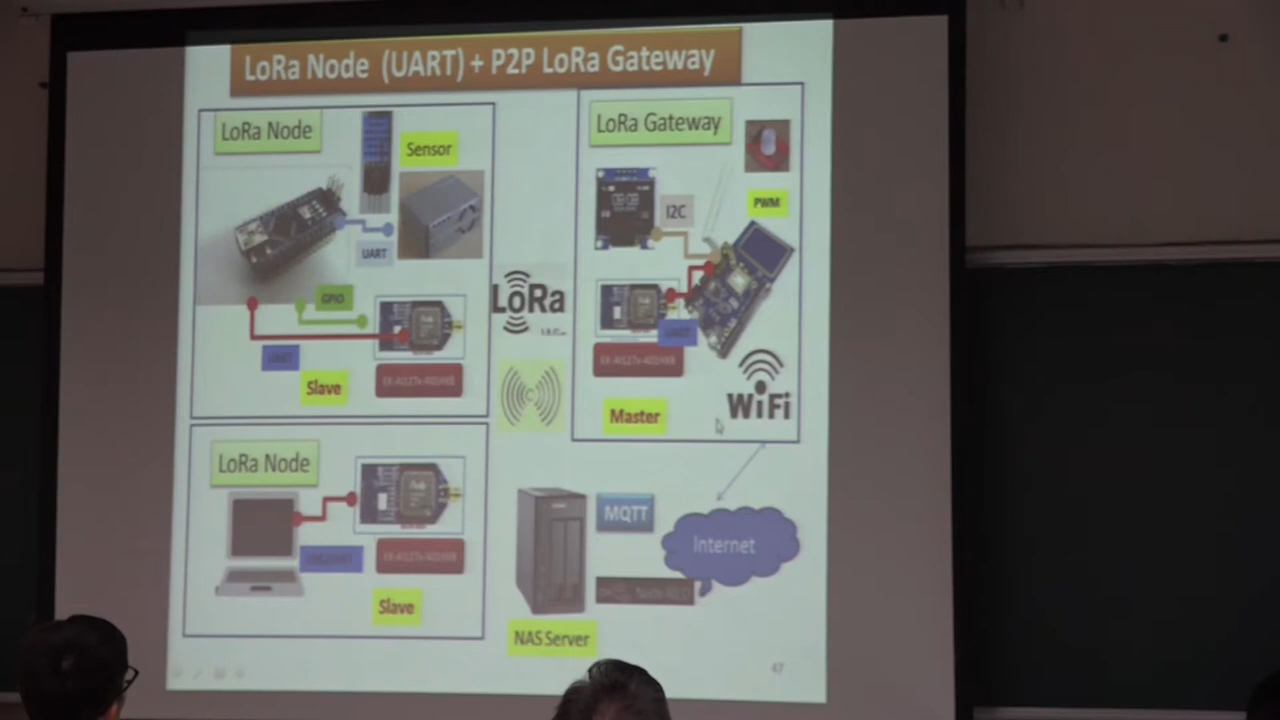 LoRa Node (UART) + P2P LoRa Gateway
LoRa Node
Sensor
UART
GPIO
UART
Slave
LoRa
LoRa Gateway
PWM
I2C
UART
Master
WiFi
LoRa Node
Slave
MQTT
Internet
NAS Server
47